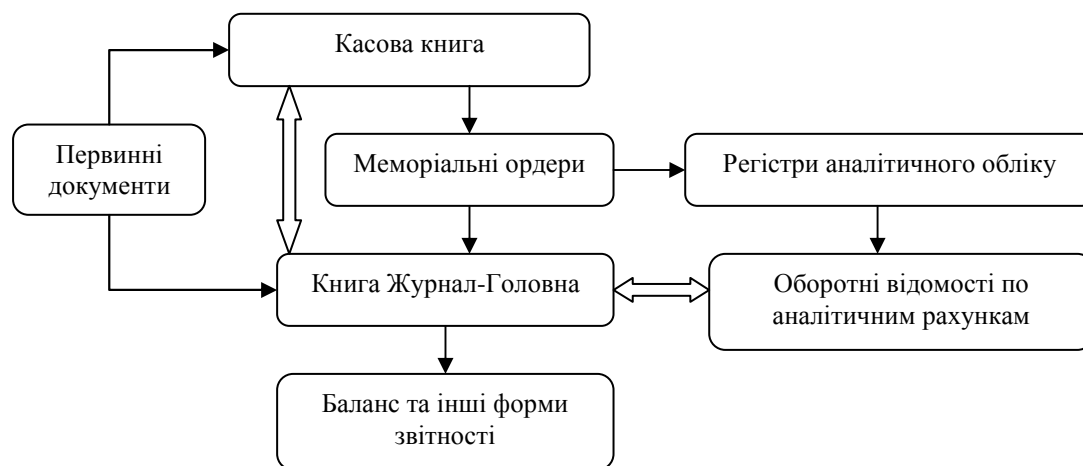 Касова книга
Первинні
документи
Меморіальні ордери
Регістри аналітичного обліку
Книга Журнал-Головна
Оборотні відомості по
аналітичним рахункам
Баланс та інші форми
звітності